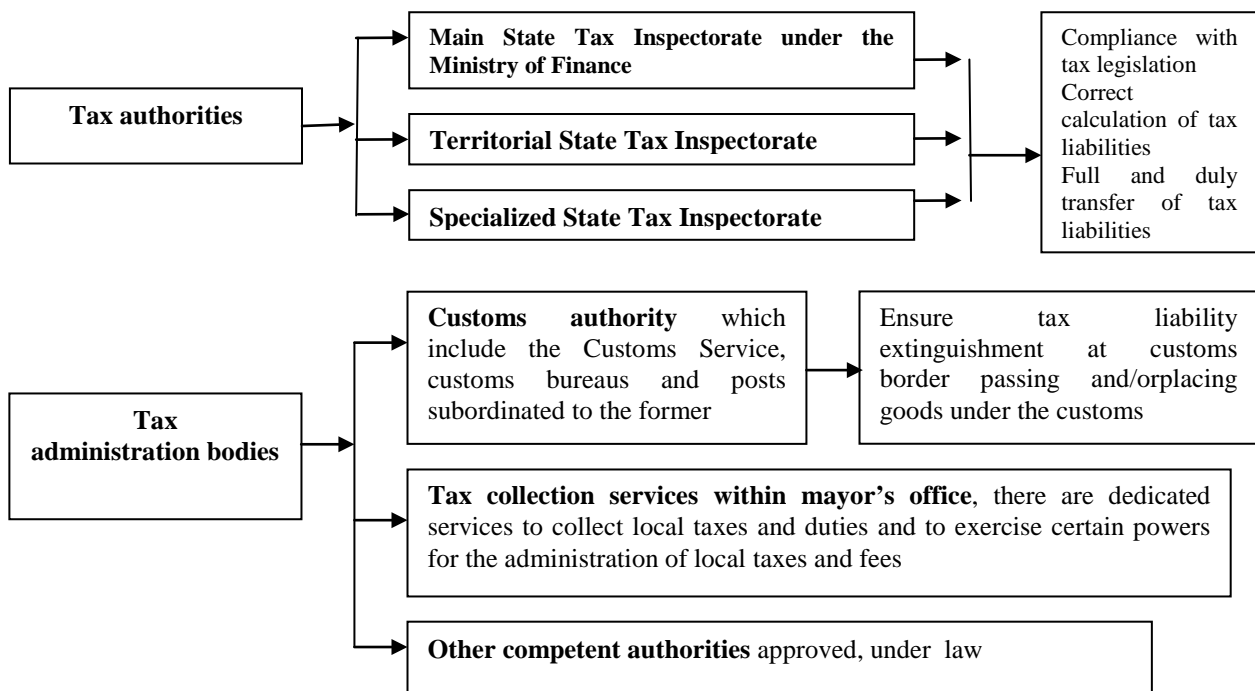 Main State Tax Inspectorate under the
Ministry of Finance
Tax authorities
Territorial State Tax Inspectorate
Specialized State Tax Inspectorate
Compliance with
tax legislation
Correct
calculation of tax
liabilities
Full and duly
transfer of tax
liabilities
Tax
administration bodies
Customs authority which
include the Customs Service,
customs bureaus and posts
subordinated to the former
Ensure tax liability
extinguishment at customs
border passing and/orplacing
goods under the customs
Tax collection services within mayor's office, there are dedicated
services to collect local taxes and duties and to exercise certain powers
for the administration of local taxes and fees
Other competent authorities approved, under law